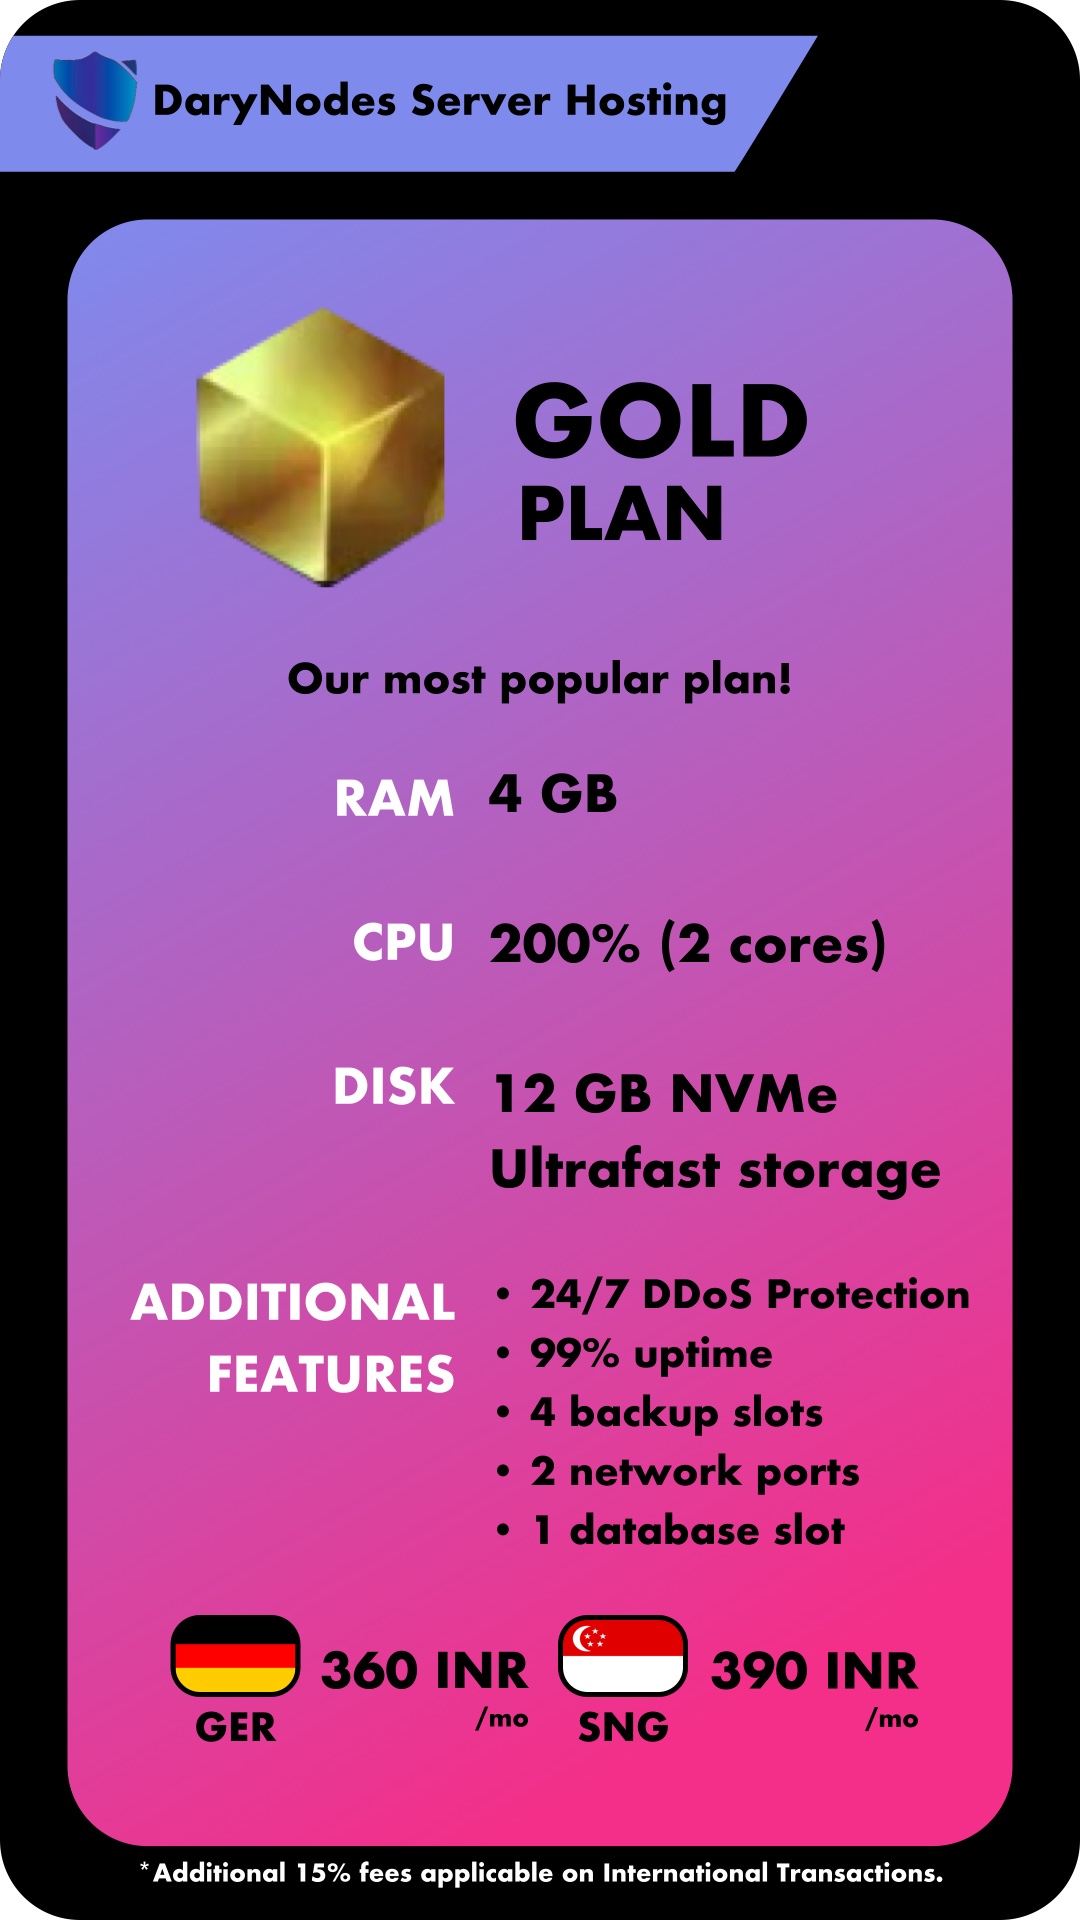 DaryNodes Server Hosting
GOLD
PLAN
Our most popular plan!
RAM 4 GB
CPU 200% (2 cores)
DISK 12 GB NVMe
Ultrafast storage
ADDITIONAL
FEATURES
• 24/7 DDoS Protection
• 99% uptime
• 4 backup slots
• 2 network ports
• 1 database slot
360 INR
/mo
GER
390 INR
/mo
SNG
*Additional 15% fees applicable on International Transactions.